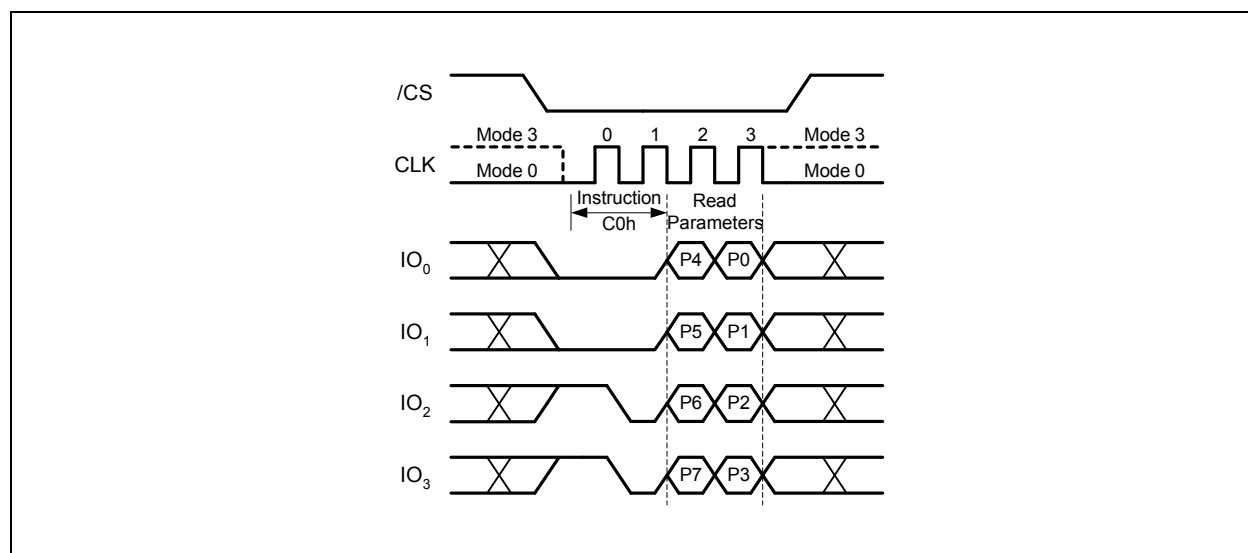 /CS
Mode 3 0 1 2 3 Mode 3
CLK Mode 0 Mode 0
Instruction Read
C0h Parameters
IO0 P4 P0
IO1 P5 P1
IO2 P6 P2
IO3 P7 P3